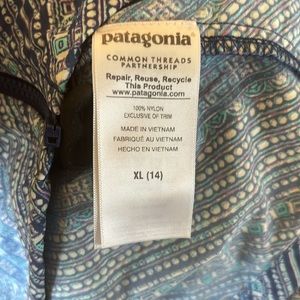 patagonia®
COMMON THREADS
PARTNERSHIP
Repair, Reuse, Recycle
This Product
www.patagonia.com
100% NYLON
EXCLUSIVE OF TRIM
MADE IN VIETNAM
FABRIQUÉ AU VIETNAM
HECHO EN VIETNAM
XL (14)